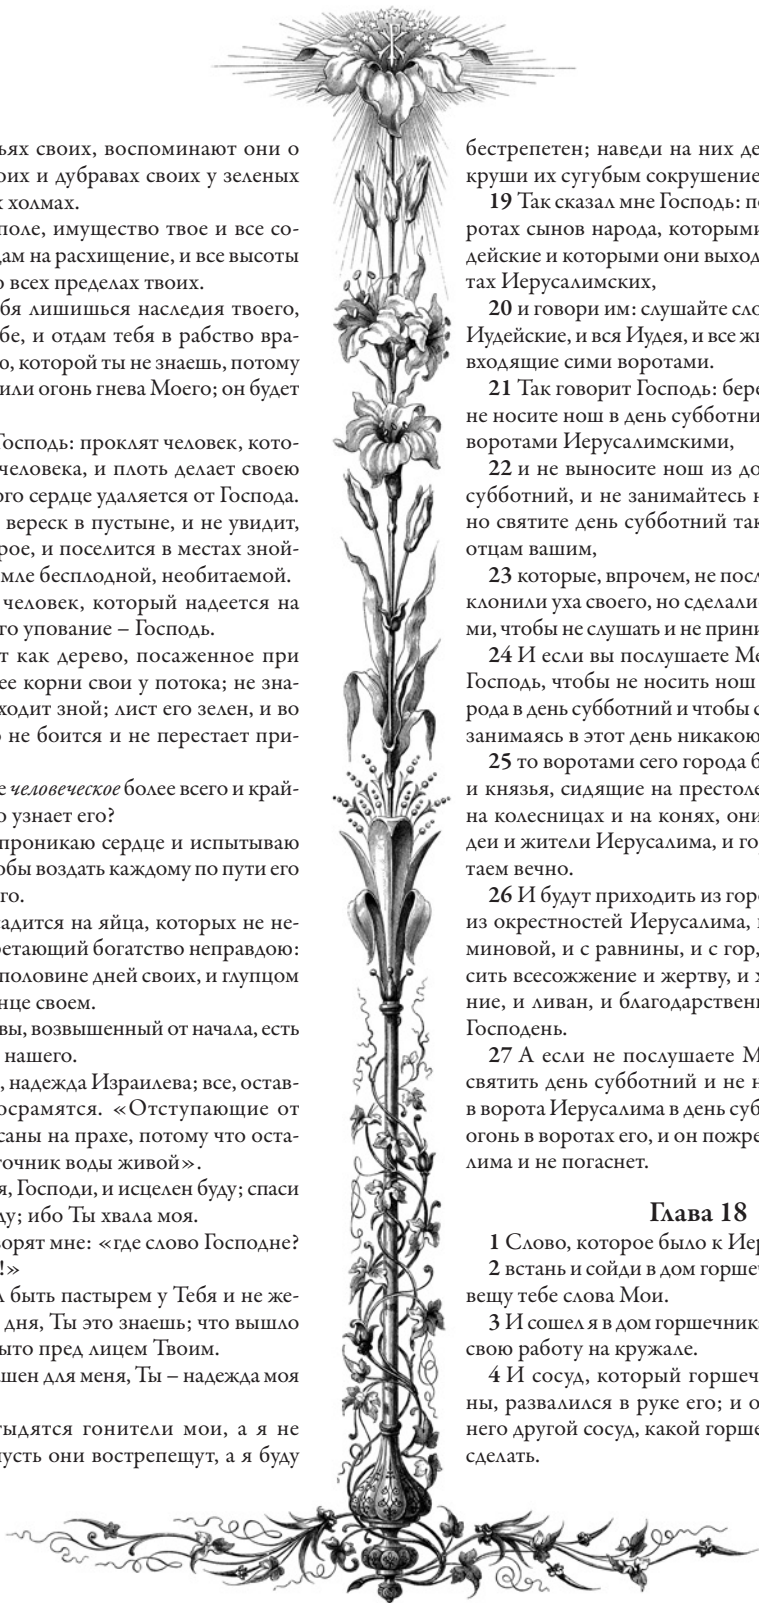 ьях своих, воспоминают они о
оих и дубравах своих у зеленых
х холмах.
поле, имущество твое и все со-
дам на расхищение, и все высоты
о всех пределах твоих.
бя лишишься наследия твоего,
бе, и отдам тебя в рабство вра-
ю, которой ты не знаешь, потому
или огонь гнева Моего; он будет
Господь: проклят человек, кото-
человека, и плоть делает своею
ого сердце удаляется от Господа.
вереск в пустыне, и не увидит,
рое, и поселится в местах зной-
мле бесплодной, необитаемой.
человек, который надеется на
го упование – Господь.
т как дерево, посаженное при
ее корни свои у потока; не зна-
ходит зной; лист его зелен, и во
о не боится и не перестает при-
е человеческое более всего и край-
о узнает его?
проникаю сердце и испытываю
обы воздать каждому по пути его
го.
садится на яйца, которых не не-
ретающий богатство неправдою:
половине дней своих, и глупцом
нце своем.
вы, возвышенный от начала, есть
нашего.
, надежда Израилева; все, остав-
осрамятся. «Отступающие от
саны на прахе, потому что оста-
точник воды живой».
я, Господи, и исцелен буду; спаси
ду; ибо Ты хвала моя.
ворят мне: «где слово Господне?
!»
л быть пастырем у Тебя и не же-
дня, Ты это знаешь; что вышло
ыто пред лицем Твоим.
шен для меня, Ты – надежда моя
тыдятся гонители мои, а я не
пусть они вострепещут, а я буду
бестрепетен; наведи на них де
круши их сугубым сокрушение
19 Так сказал мне Господь: по
ротах сынов народа, которыми
дейские и которыми они выход
тах Иерусалимских,
20 и говори им: слушайте сло
Иудейские, и вся Иудея, и все жи
входящие сими воротами.
21 Так говорит Господь: бере
не носите нош в день субботни
воротами Иерусалимскими,
22 и не выносите нош из до
субботний, и не занимайтесь н
но святите день субботний так
отцам вашим,
23 которые, впрочем, не посл
клонили уха своего, но сделали
ми, чтобы не слушать и не прини
24 И если вы послушаете Ме
Господь, чтобы не носить нош
рода в день субботний и чтобы с
занимаясь в этот день никакою
25 то воротами сего города б
и князья, сидящие на престоле
на колесницах и на конях, они
деи и жители Иерусалима, и го
таем вечно.
26 И будут приходить из горо
из окрестностей Иерусалима, и
миновой, и с равнины, и с гор,
сить всесожжение и жертву, и х
ние, и ливан, и благодарственн
Господень.
27 А если не послушаете М
святить день субботний и не н
в ворота Иерусалима в день суб
огонь в воротах его, и он пожре
лима и не погаснет.
Глава 18
1 Слово, которое было к Иер
2 встань и сойди в дом горшеч
вещу тебе слова Мои.
3 И сошел я в дом горшечника
свою работу на кружале.
4 И сосуд, который горшеч
ны, развалился в руке его; и о
него другой сосуд, какой горше
сделать.